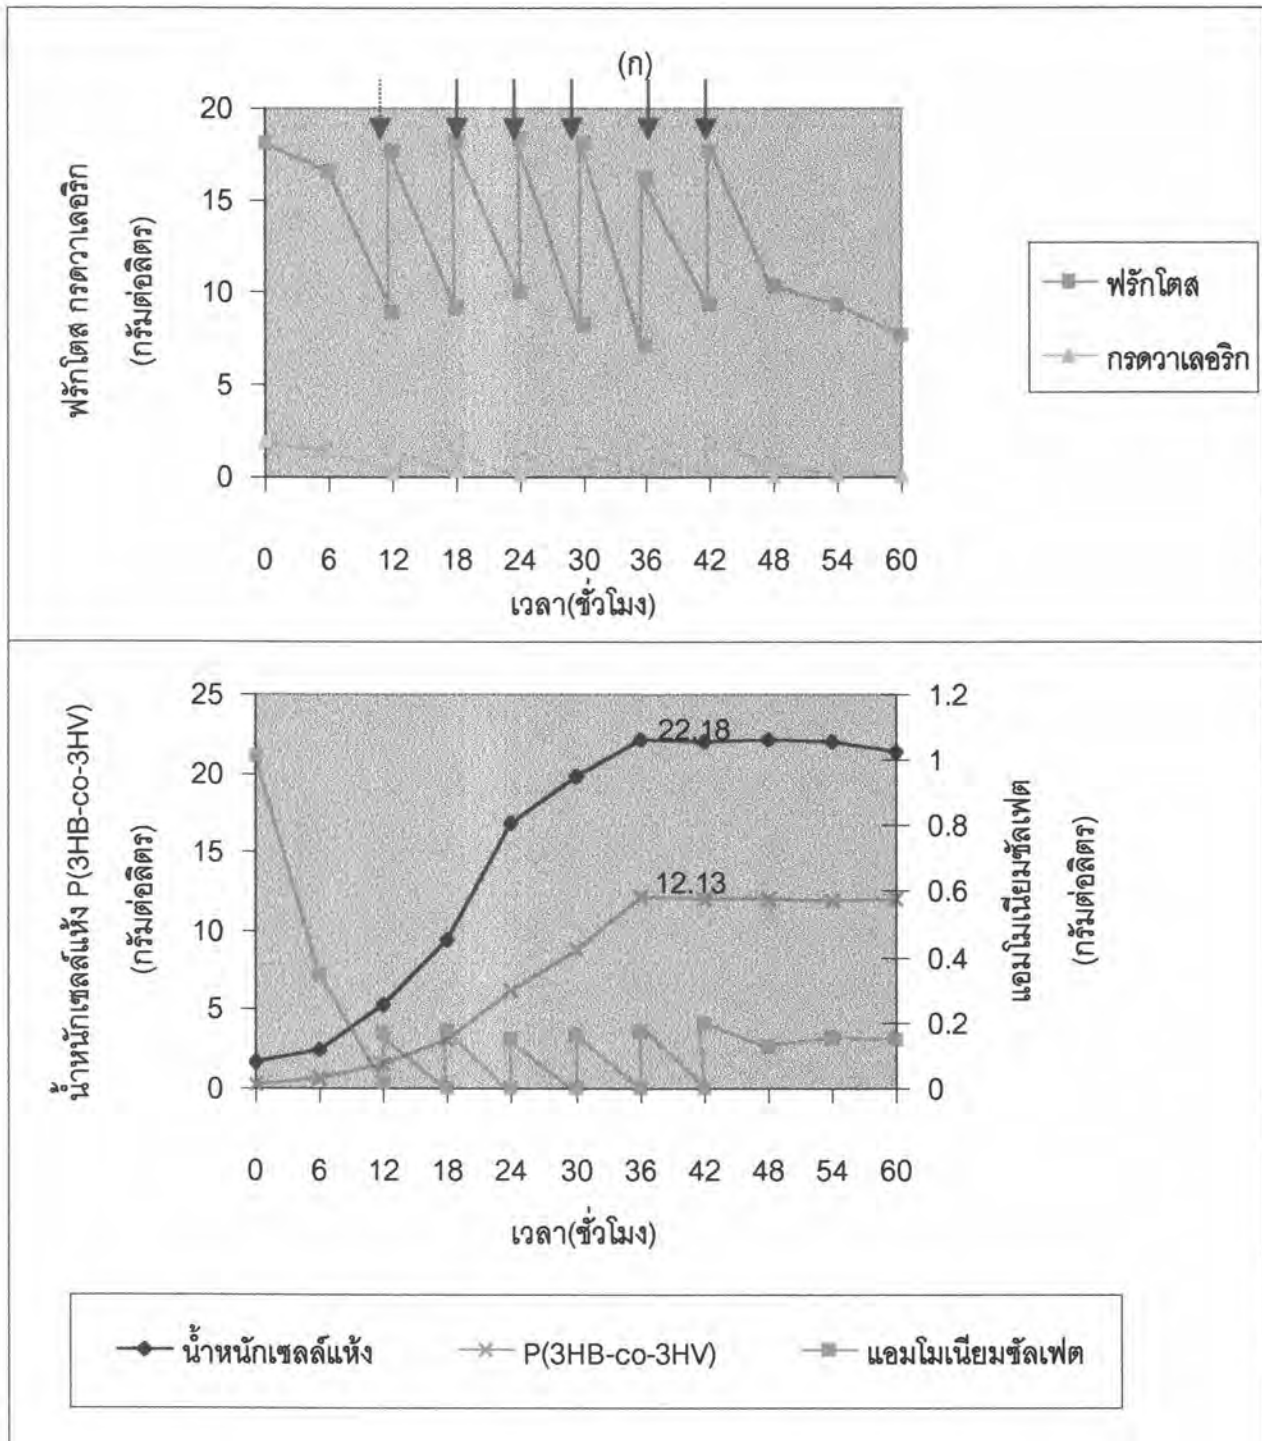 (ก)
ฟรักโตส กรดวาเลอริก
(กรัมต่อลิตร)
20
15
10
5
0
0 6 12 18 24 30 36 42 48 54 60
เวลา(ชั่วโมง)
ฟรักโตส
กรดวาเลอริก
น้ำหนักเซลล์แห้ง P(3HB-co-3HV)
(กรัมต่อลิตร)
25
20
15
10
5
0
22.18
12.13
1.2
1
0.8
0.6
0.4
0.2
0
แอมโมเนียมซัลเฟต
(กรัมต่อลิตร)
0 6 12 18 24 30 36 42 48 54 60
เวลา(ชั่วโมง)
น้ำหนักเซลล์แห้ง
P(3HB-co-3HV)
แอมโมเนียมซัลเฟต